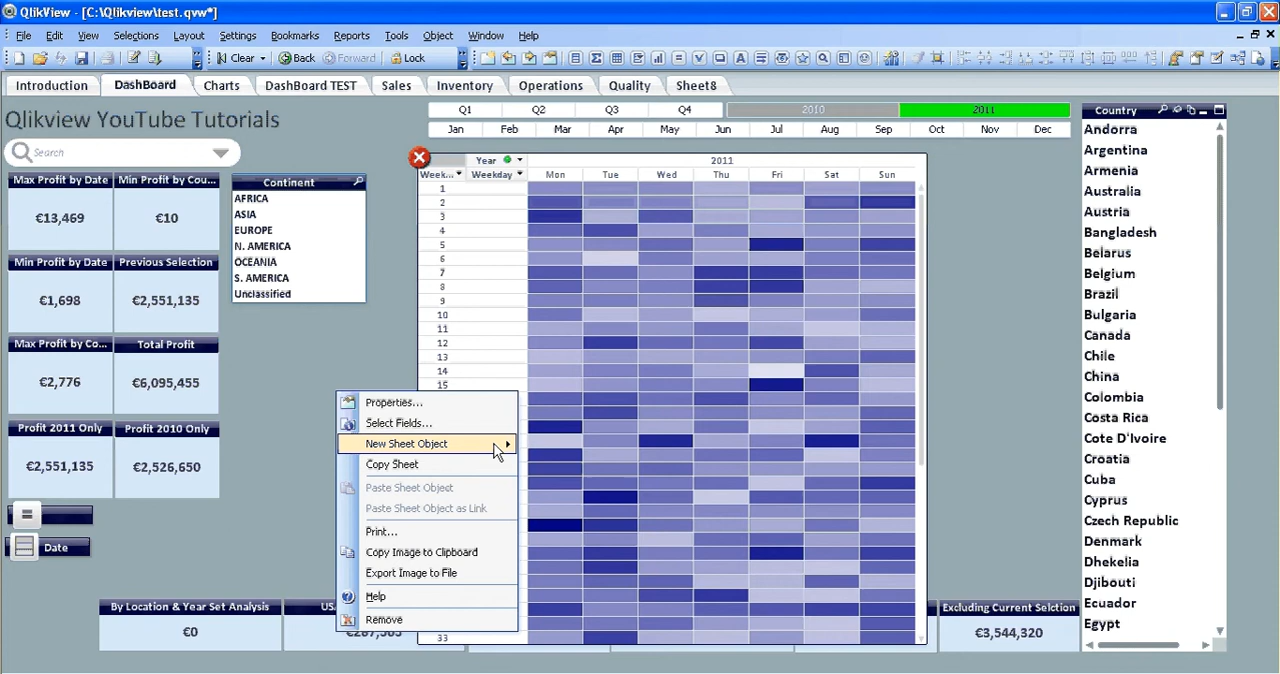 QlikView - [C:\Qlikview\test.qvw*]
File Edit View Selections Layout Settings Bookmarks Reports Tools Object Window Help
Clear Back Forward Lock
Introduction DashBoard Charts DashBoard TEST Sales Inventory Operations Quality Sheet8
Qlikview YouTube Tutorials
Search
Q1 Q2 Q3 Q4 2010 2011
Jan Feb Mar Apr May Jun Jul Aug Sep Oct Nov Dec
Max Profit by Date
€13,469
Min Profit by Cou...
€10
Min Profit by Date
€1,698
Previous Selection
€2,551,135
Max Profit by Co...
€2,776
Total Profit
€6,095,455
Profit 2011 Only
€2,551,135
Profit 2010 Only
€2,526,650
=
Date
Continent
AFRICA
ASIA
EUROPE
N. AMERICA
OCEANIA
S. AMERICA
Unclassified
Year 2011
Week... Weekday Mon Tue Wed Thu Fri Sat Sun
1
2
3
4
5
6
7
8
9
10
11
12
13
14
15
33
Properties...
Select Fields...
New Sheet Object
Copy Sheet
Paste Sheet Object
Paste Sheet Object as Link
Print...
Copy Image to Clipboard
Export Image to File
Help
Remove
By Location & Year Set Analysis
€0
Excluding Current Selction
€3,544,320
Country
Andorra
Argentina
Armenia
Australia
Austria
Bangladesh
Belarus
Belgium
Brazil
Bulgaria
Canada
Chile
China
Colombia
Costa Rica
Cote D'Ivoire
Croatia
Cuba
Cyprus
Czech Republic
Denmark
Dhekelia
Djibouti
Ecuador
Egypt